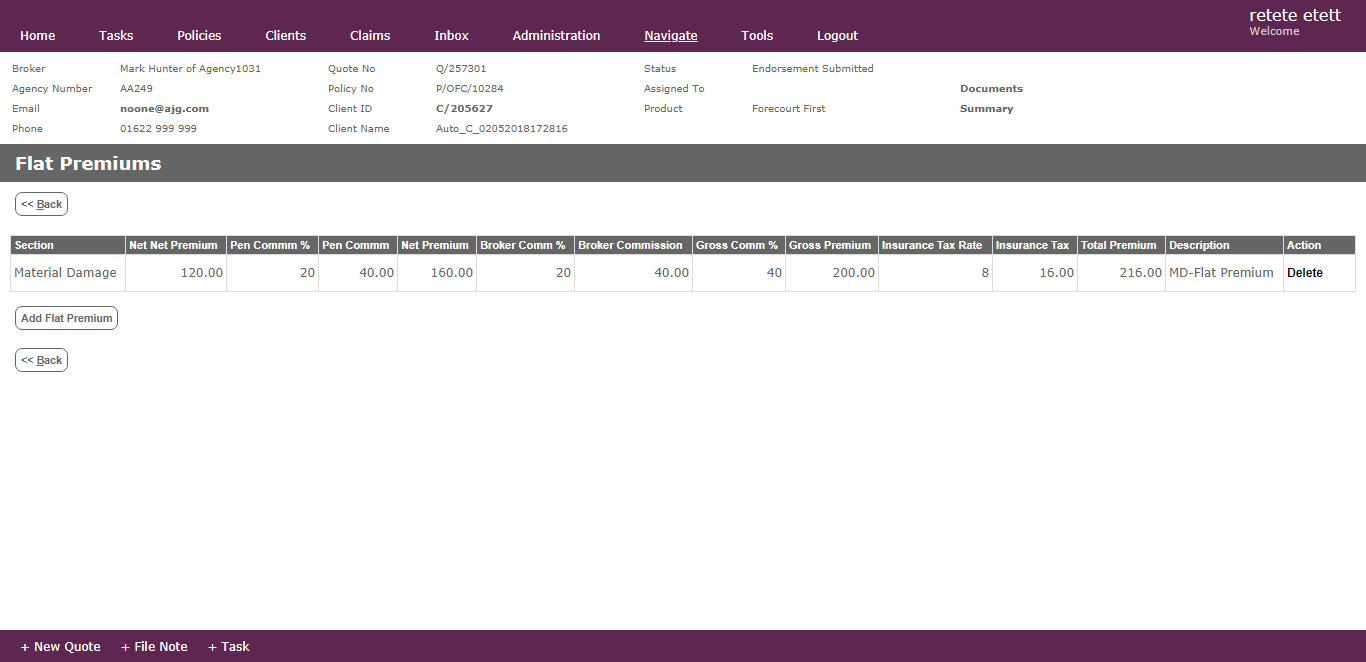 retete etett
Welcome
Home Tasks Policies Clients Claims Inbox Administration Navigate Tools Logout
Broker Mark Hunter of Agency1031 Quote No Q/257301 Status Endorsement Submitted
Agency Number AA249 Policy No P/OFC/10284 Assigned To Documents
Email noone@ajg.com Client ID C/205627 Product Forecourt First Summary
Phone 01622 999 999 Client Name Auto_C_02052018172816
Flat Premiums
<< Back
Section Net Net Premium Pen Commm % Pen Commm Net Premium Broker Comm % Broker Commission Gross Comm % Gross Premium Insurance Tax Rate Insurance Tax Total Premium Description Action
Material Damage 120.00 20 40.00 160.00 20 40.00 40 200.00 8 16.00 216.00 MD-Flat Premium Delete
Add Flat Premium
<< Back
+ New Quote + File Note + Task